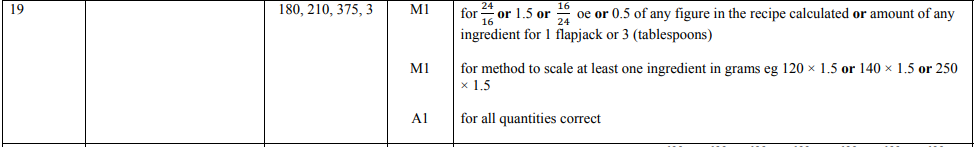 19 180, 210, 375, 3 M1 for 24/16 or 1.5 or 16/24 oe or 0.5 of any figure in the recipe calculated or amount of any
ingredient for 1 flapjack or 3 (tablespoons)
M1 for method to scale at least one ingredient in grams eg 120 × 1.5 or 140 × 1.5 or 250
× 1.5
A1 for all quantities correct